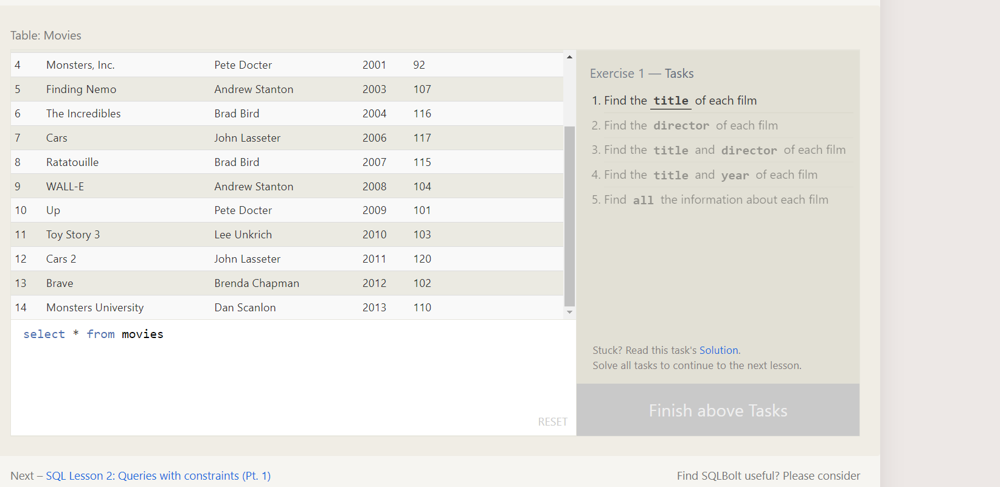 Table: Movies
4 Monsters, Inc. Pete Docter 2001 92
5 Finding Nemo Andrew Stanton 2003 107
6 The Incredibles Brad Bird 2004 116
7 Cars John Lasseter 2006 117
8 Ratatouille Brad Bird 2007 115
9 WALL-E Andrew Stanton 2008 104
10 Up Pete Docter 2009 101
11 Toy Story 3 Lee Unkrich 2010 103
12 Cars 2 John Lasseter 2011 120
13 Brave Brenda Chapman 2012 102
14 Monsters University Dan Scanlon 2013 110
select * from movies
RESET
Exercise 1 — Tasks
1. Find the title of each film
2. Find the director of each film
3. Find the title and director of each film
4. Find the title and year of each film
5. Find all the information about each film
Stuck? Read this task's Solution.
Solve all tasks to continue to the next lesson.
Finish above Tasks
Next – SQL Lesson 2: Queries with constraints (Pt. 1)
Find SQLBolt useful? Please consider